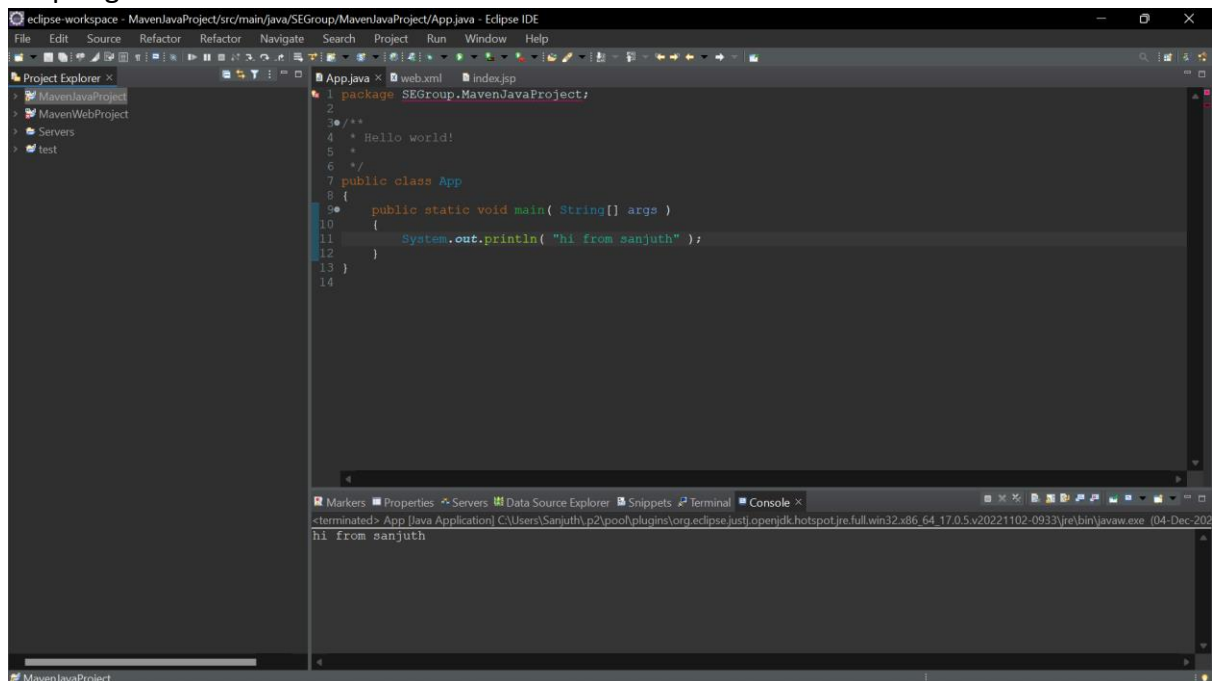 eclipse-workspace - MavenJavaProject/src/main/java/SEGroup/MavenJavaProject/App.java - Eclipse IDE
File Edit Source Refactor Refactor Navigate Search Project Run Window Help
Project Explorer ×
MavenJavaProject
MavenWebProject
Servers
test
App.java × web.xml index.jsp
1 package SEGroup.MavenJavaProject;
2
3 /**
4 * Hello world!
5 *
6 */
7 public class App
8 {
9 public static void main( String[] args )
10 {
11 System.out.println( "hi from sanjuth" );
12 }
13 }
14
Markers Properties Servers Data Source Explorer Snippets Terminal Console ×
<terminated> App [Java Application] C:\Users\Sanjuth\.p2\pool\plugins\org.eclipse.justj.openjdk.hotspot.jre.full.win32.x86_64_17.0.5.v20221102-0933\jre\bin\javaw.exe (04-Dec-202
hi from sanjuth
MavenJavaProject